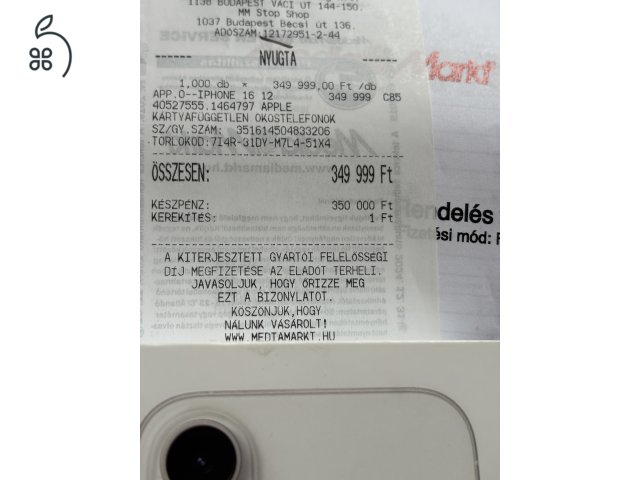 1138 BUDAPEST VÁCI UT 144-150.
MM Stop Shop
1037 Budapest Bécsi út 136.
ADÓSZÁM:12172951-2-44
NYUGTA
1,000 db * 349 999,00 Ft /db
APP.O--IPHONE 16 12 349 999 C85
40527555.1464797 APPLE
KÁRTYAFÜGGETLEN OKOSTELEFONOK
SZ/GY.SZÁM: 351614504833206
TORLOKOD:7I4R-31DY-M7L4-51X4
ÖSSZESEN: 349 999 Ft
KÉSZPÉNZ: 350 000 Ft
KEREKÍTÉS: 1 Ft
A KITERJESZTETT GYÁRTÓI FELELŐSSÉGI
DÍJ MEGFIZETÉSE AZ ELADÓT TERHELI.
JAVASOLJUK, HOGY ŐRIZZE MEG
EZT A BIZONYLATOT.
KÖSZÖNJÜK,HOGY
NÁLUNK VÁSÁROLT!
WWW.MEDIAMARKT.HU
Markt
ndelés
ési mód: